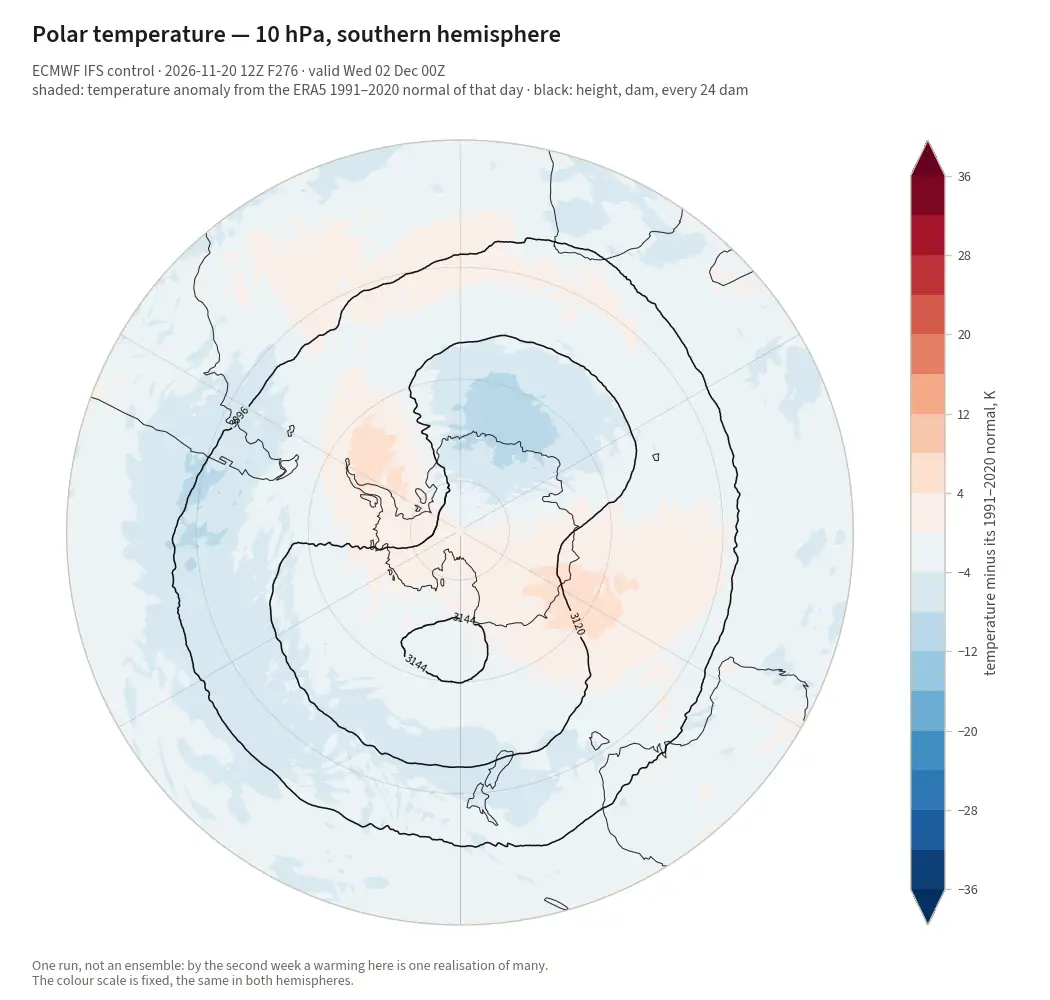 Polar temperature — 10 hPa, southern hemisphere
ECMWF IFS control · 2026-11-20 12Z F276 · valid Wed 02 Dec 00Z
shaded: temperature anomaly from the ERA5 1991–2020 normal of that day · black: height, dam, every 24 dam
36
28
20
12
4
−4
−12
−20
−28
−36
temperature minus its 1991–2020 normal, K
3096
3144
3144
3120
One run, not an ensemble: by the second week a warming here is one realisation of many.
The colour scale is fixed, the same in both hemispheres.